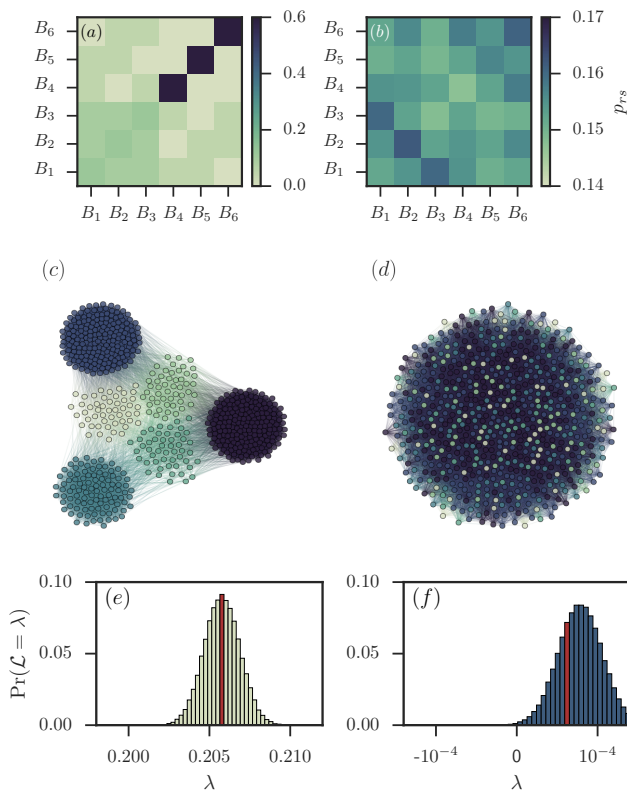 (a)
B₆
B₅
B₄
B₃
B₂
B₁
B₁ B₂ B₃ B₄ B₅ B₆
0.6
0.4
0.2
0.0
(b)
B₆
B₅
B₄
B₃
B₂
B₁
B₁ B₂ B₃ B₄ B₅ B₆
0.17
0.16
0.15
0.14
p_{rs}
(c)
(d)
(e)
Pr(ℒ = λ)
0.10
0.05
0.00
0.200 0.205 0.210
λ
(f)
0.10
0.05
0.00
-10⁻⁴ 0 10⁻⁴
λ